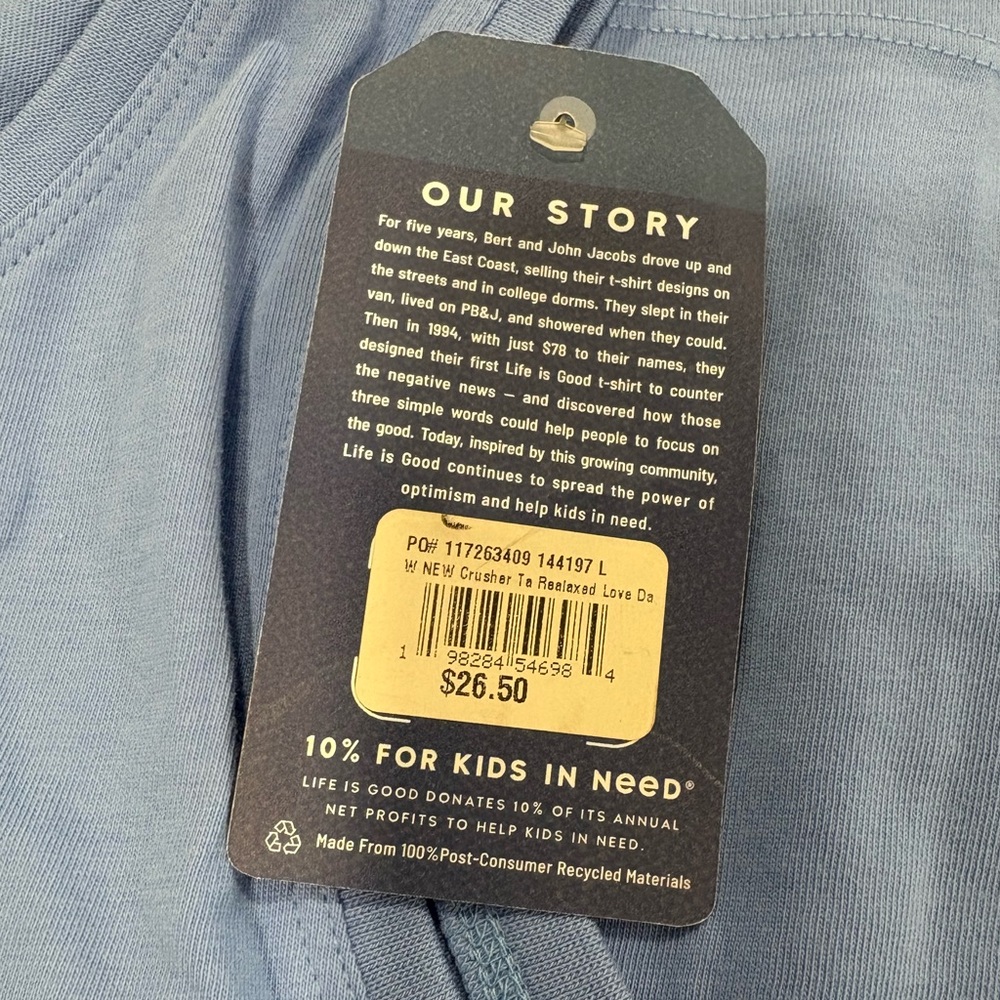 OUR STORY
For five years, Bert and John Jacobs drove up and
down the East Coast, selling their t-shirt designs on
the streets and in college dorms. They slept in their
van, lived on PB&J, and showered when they could.
Then in 1994, with just $78 to their names, they
designed their first Life is Good t-shirt to counter
the negative news — and discovered how those
three simple words could help people to focus on
the good. Today, inspired by this growing community,
Life is Good continues to spread the power of
optimism and help kids in need.
PO# 117263409 144197 L
W NEW Crusher Ta Realaxed Love Da
1 98284 54698 4
$26.50
10% FOR KIDS IN NeeD®
LIFE IS GOOD DONATES 10% OF ITS ANNUAL
NET PROFITS TO HELP KIDS IN NEED.
Made From 100%Post-Consumer Recycled Materials